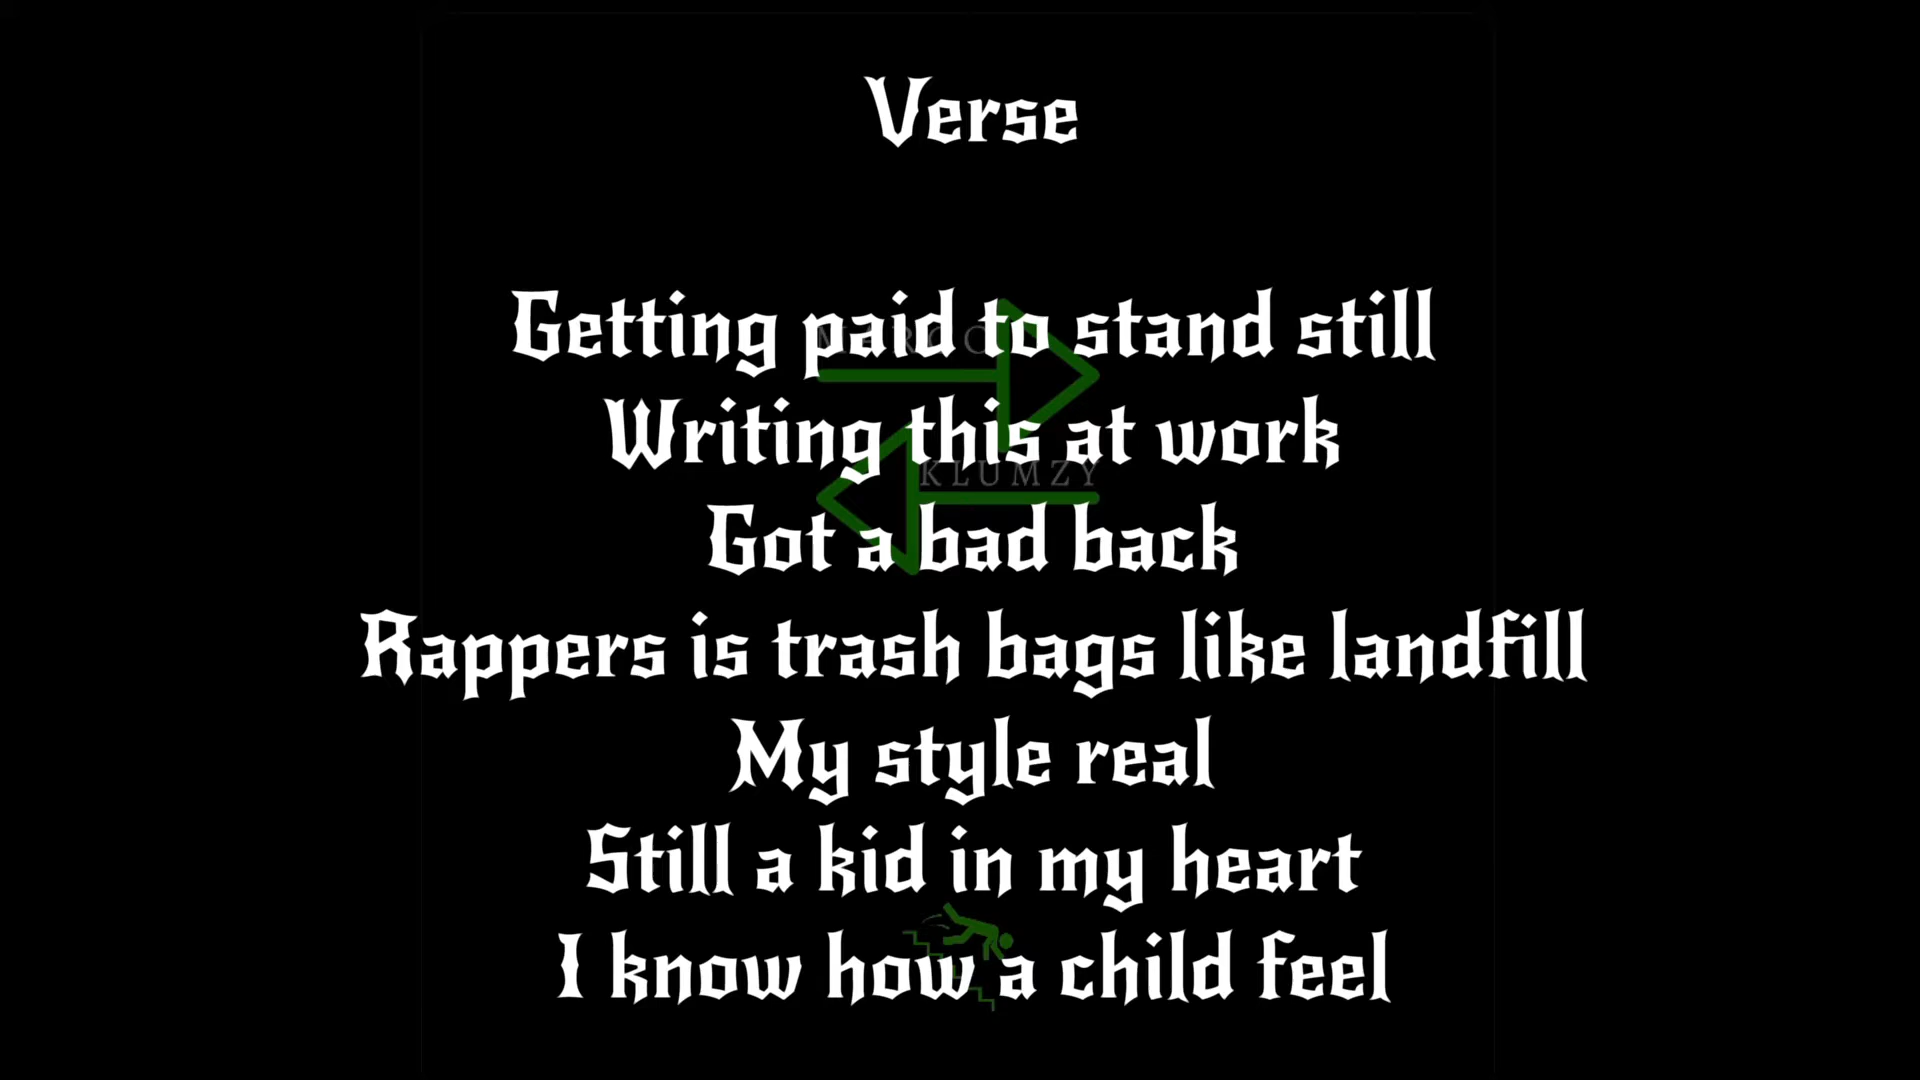 Verse
Getting paid to stand still
Writing this at work
KLUMZY
Got a bad back
Rappers is trash bags like landfill
My style real
Still a kid in my heart
I know how a child feel